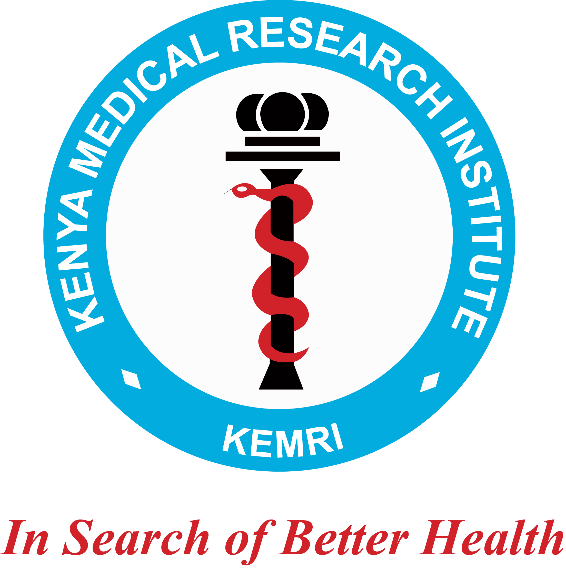 KENYA MEDICAL RESEARCH INSTITUTE
KEMRI
In Search of Better Health